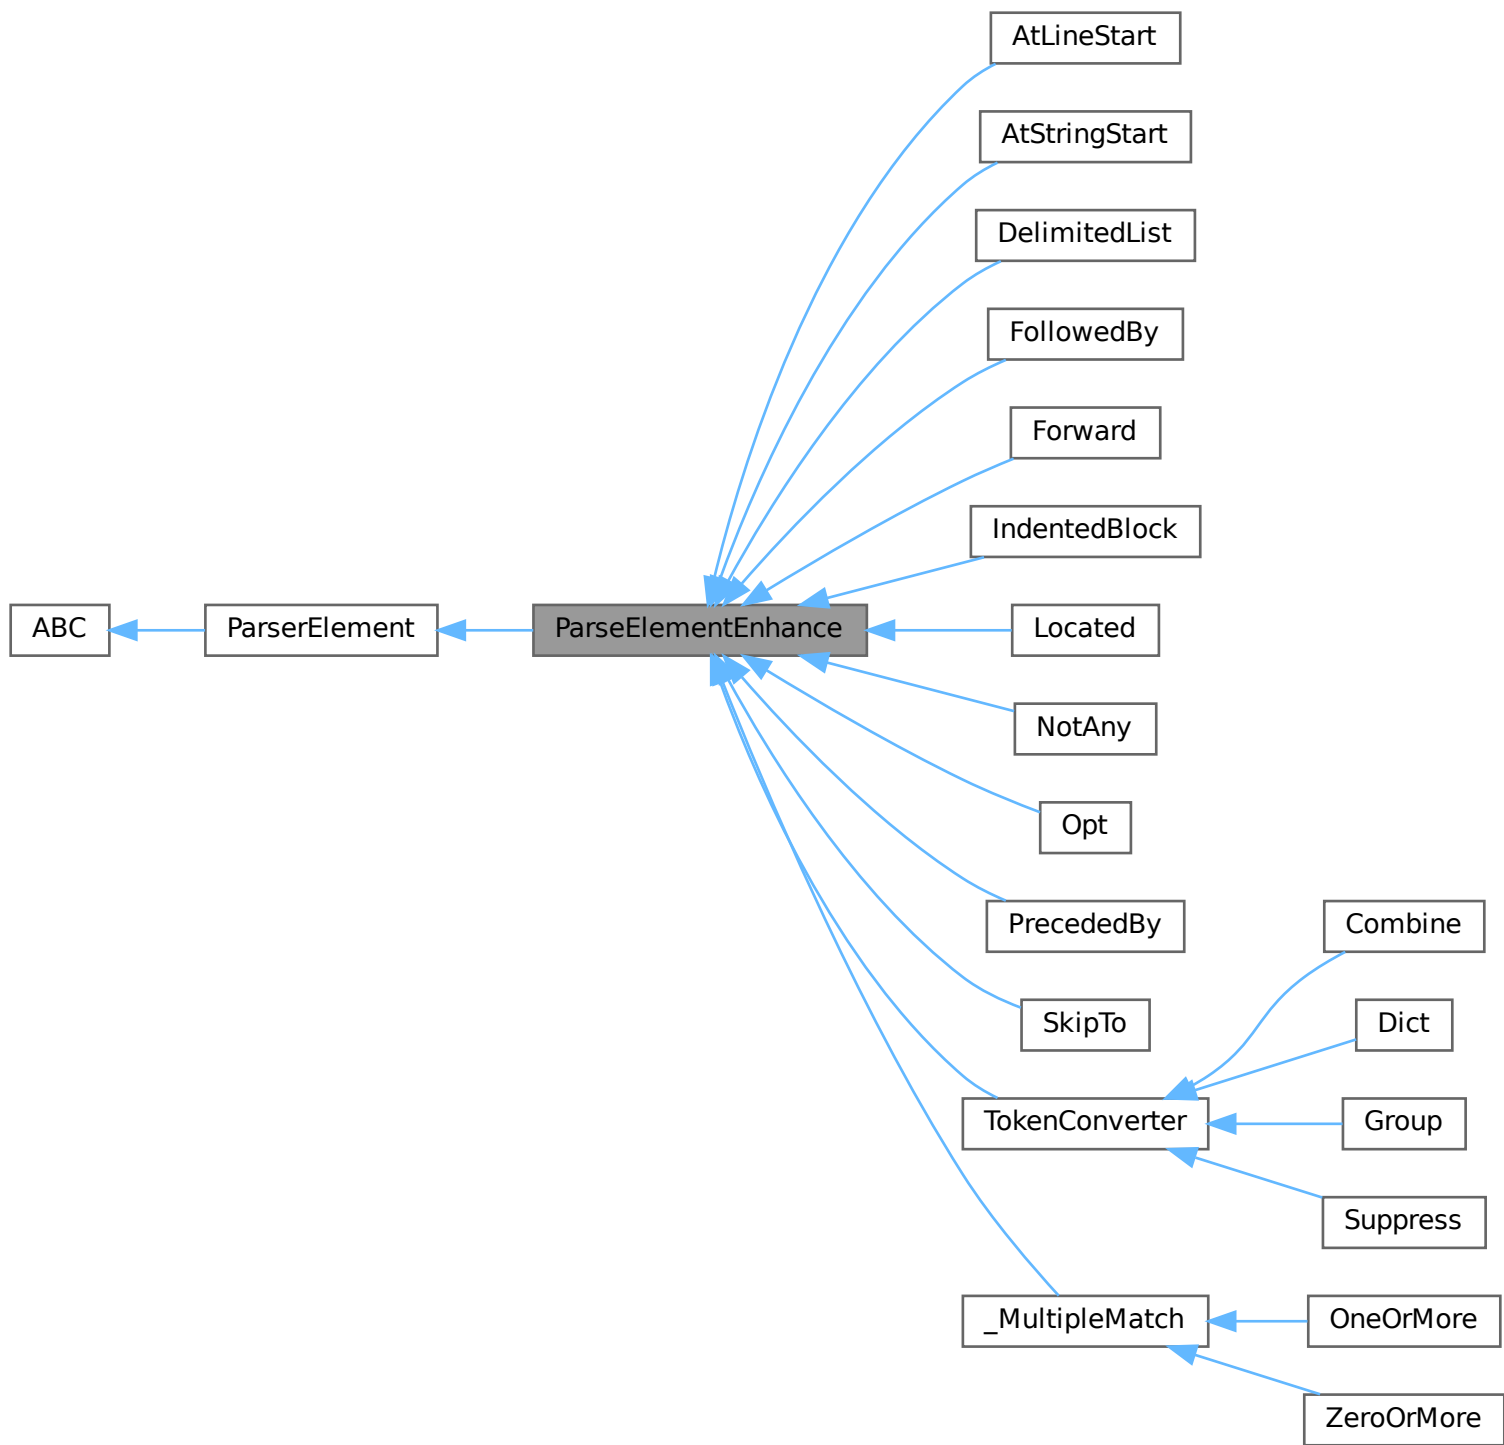 AtLineStart
AtStringStart
DelimitedList
FollowedBy
Forward
IndentedBlock
ABC
ParserElement
ParseElementEnhance
Located
NotAny
Opt
PrecededBy
Combine
SkipTo
Dict
TokenConverter
Group
Suppress
_MultipleMatch
OneOrMore
ZeroOrMore